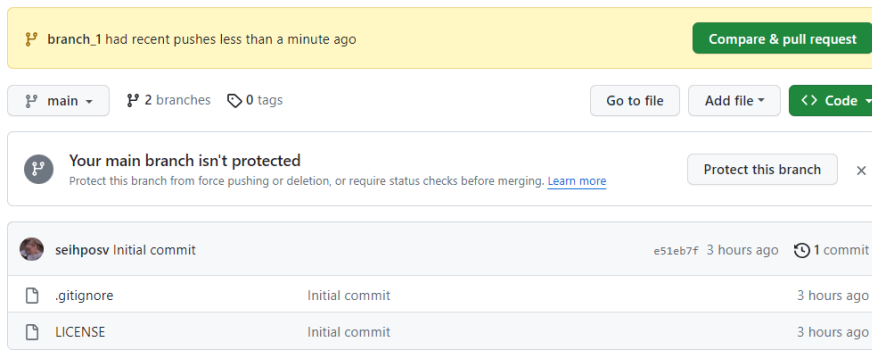 branch_1 had recent pushes less than a minute ago Compare & pull request
main 2 branches 0 tags Go to file Add file Code
Your main branch isn't protected
Protect this branch from force pushing or deletion, or require status checks before merging. Learn more Protect this branch
seihposv Initial commit e51eb7f 3 hours ago 1 commit
.gitignore Initial commit 3 hours ago
LICENSE Initial commit 3 hours ago